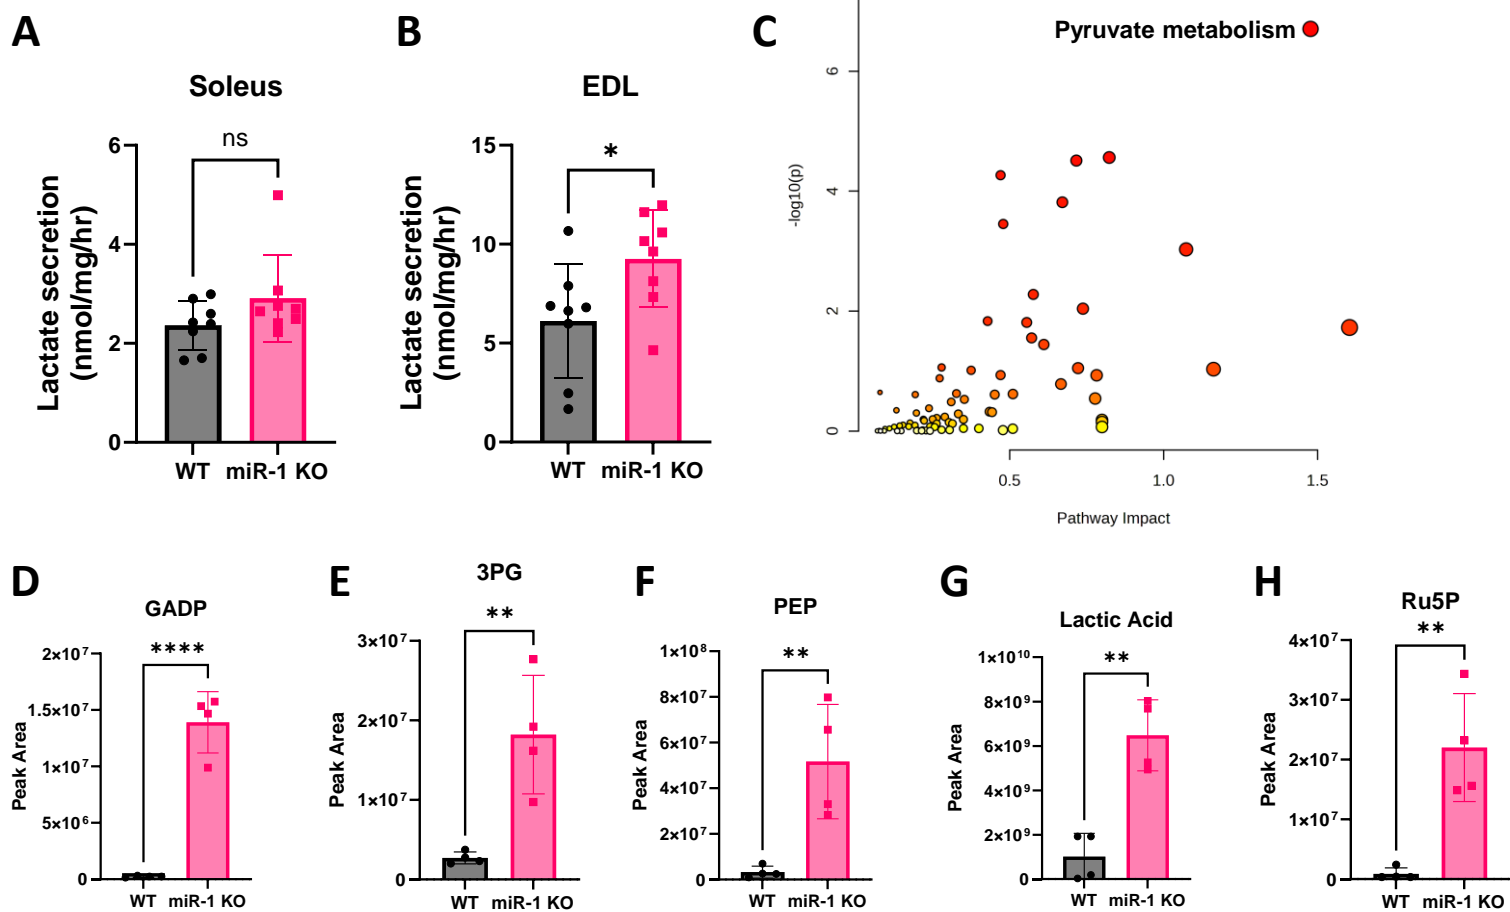 A
Soleus
ns
Lactate secretion
(nmol/mg/hr)
6
4
2
0
WT
miR-1 KO
B
EDL
*
Lactate secretion
(nmol/mg/hr)
15
10
5
0
WT
miR-1 KO
C
Pyruvate metabolism
-log10(p)
6
4
2
0
0.5
1.0
1.5
Pathway Impact
D
GADP
****
Peak Area
2×10⁷
1.5×10⁷
1×10⁷
5×10⁶
0
WT
miR-1 KO
E
3PG
**
Peak Area
3×10⁷
2×10⁷
1×10⁷
0
WT
miR-1 KO
F
PEP
**
Peak Area
1×10⁸
8×10⁷
6×10⁷
4×10⁷
2×10⁷
0
WT
miR-1 KO
G
Lactic Acid
**
Peak Area
1×10¹⁰
8×10⁹
6×10⁹
4×10⁹
2×10⁹
0
WT
miR-1 KO
H
Ru5P
**
Peak Area
4×10⁷
3×10⁷
2×10⁷
1×10⁷
0
WT
miR-1 KO